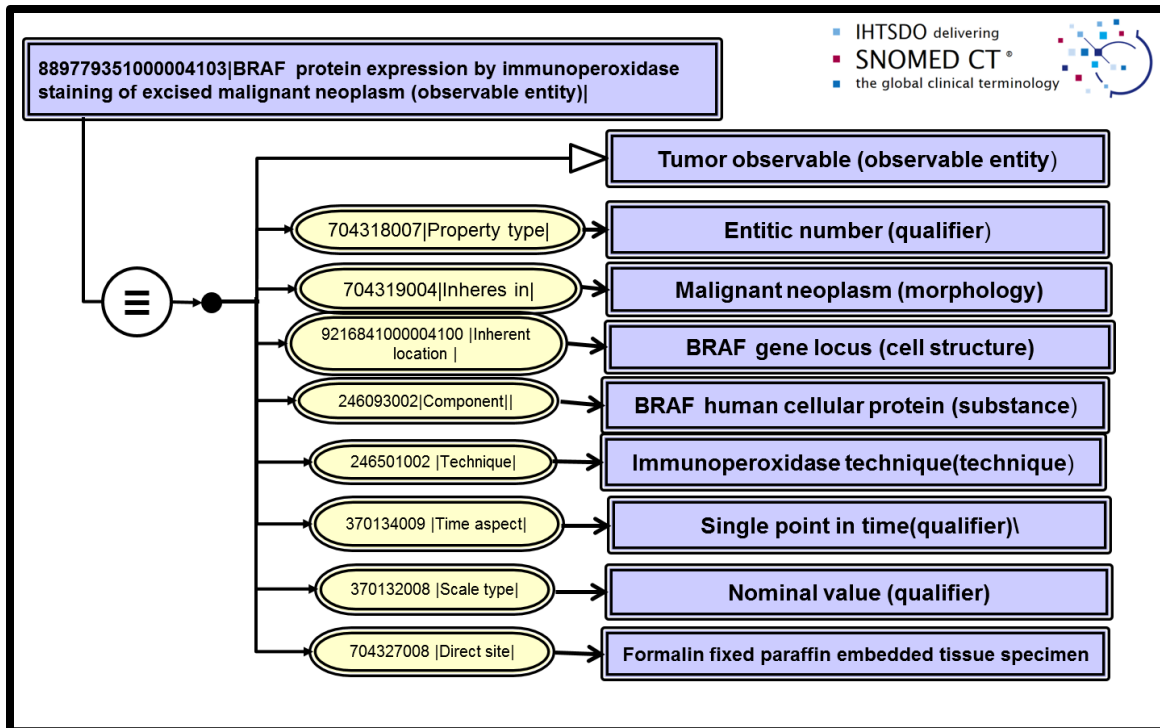 IHTSDO delivering
SNOMED CT ®
the global clinical terminology
889779351000004103|BRAF protein expression by immunoperoxidase
staining of excised malignant neoplasm (observable entity)|
Tumor observable (observable entity)
704318007|Property type|
Entitic number (qualifier)
704319004|Inheres in|
Malignant neoplasm (morphology)
9216841000004100 |Inherent
location |
BRAF gene locus (cell structure)
246093002|Component||
BRAF human cellular protein (substance)
246501002 |Technique|
Immunoperoxidase technique(technique)
370134009 |Time aspect|
Single point in time(qualifier)\
370132008 |Scale type|
Nominal value (qualifier)
704327008 |Direct site|
Formalin fixed paraffin embedded tissue specimen